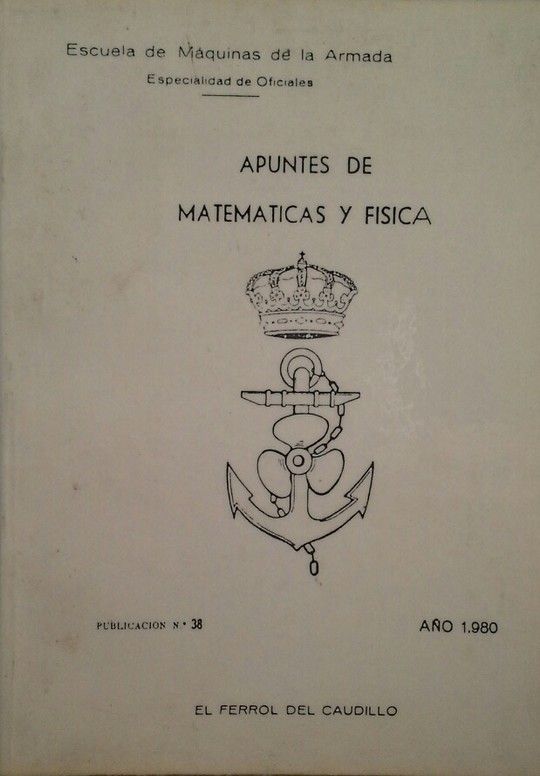 Escuela de Máquinas de la Armada
Especialidad de Oficiales
APUNTES DE
MATEMATICAS Y FISICA
PUBLICACION N.º 38
AÑO 1.980
EL FERROL DEL CAUDILLO